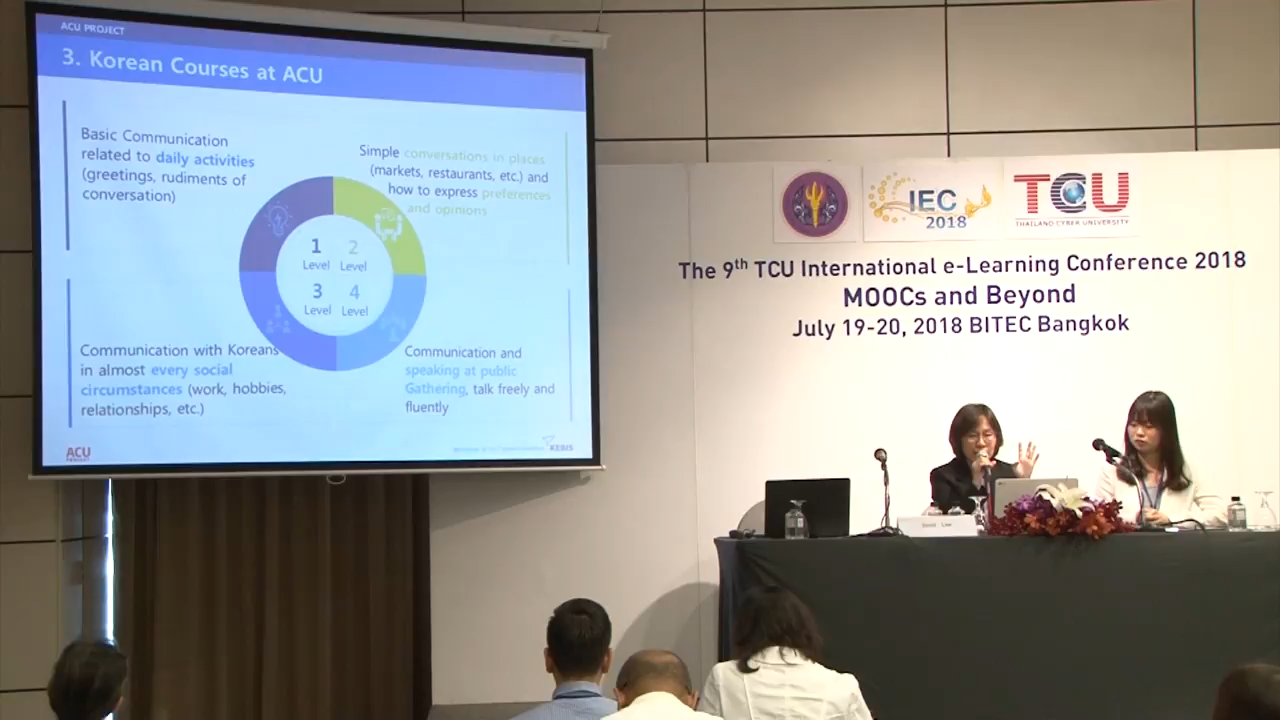 ACU PROJECT
3. Korean Courses at ACU
Basic Communication
related to daily activities
(greetings, rudiments of
conversation)
Simple conversations in places
(markets, restaurants, etc.) and
how to express preferences
and opinions
1 2
Level Level
3 4
Level Level
Communication with Koreans
in almost every social
circumstances (work, hobbies,
relationships, etc.)
Communication and
speaking at public
Gathering, talk freely and
fluently
ACU
PROJECT
KERIS
IEC
2018
TCU
THAILAND CYBER UNIVERSITY
The 9th TCU International e-Learning Conference 2018
MOOCs and Beyond
July 19-20, 2018 BITEC Bangkok